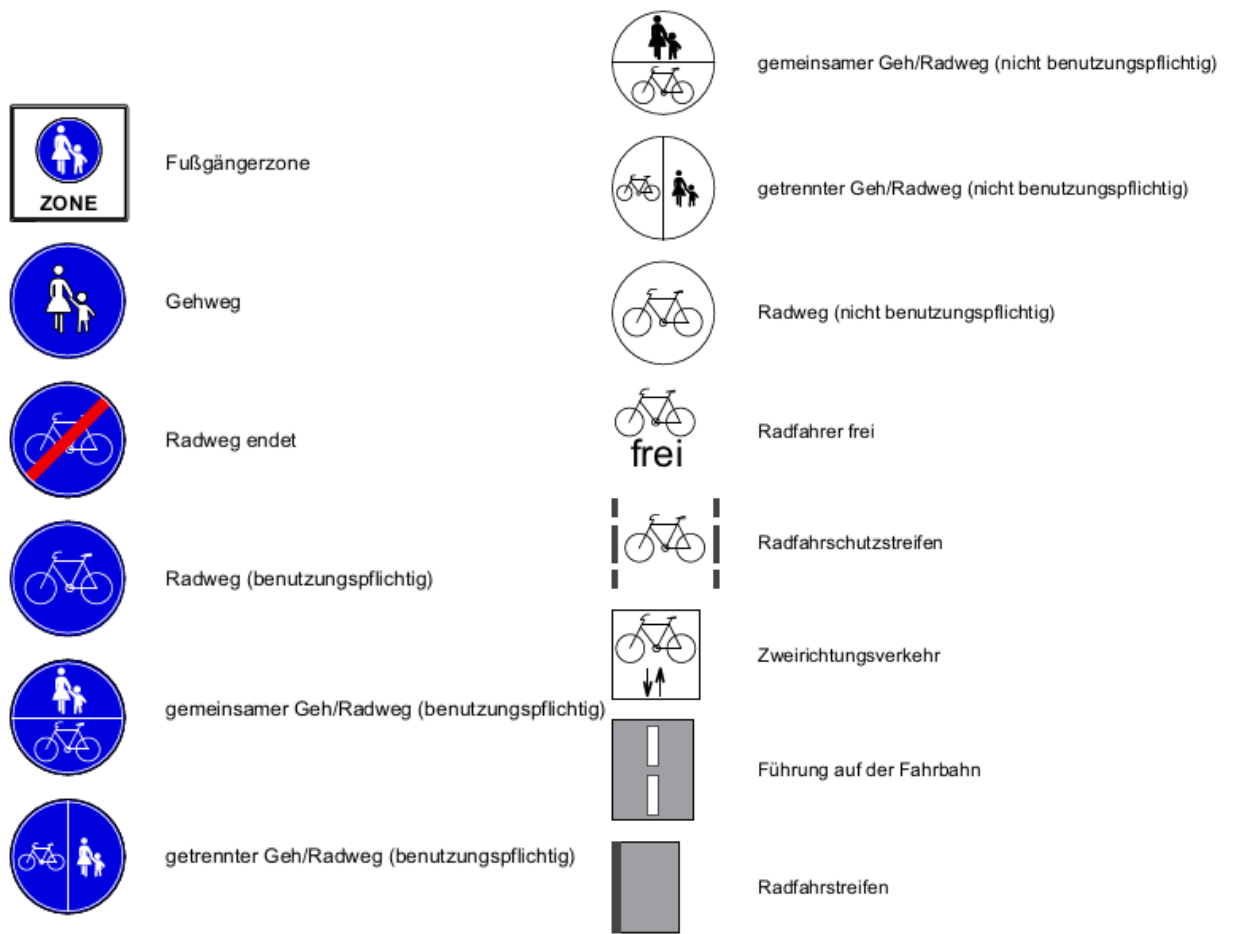 ZONE
Fußgängerzone
Gehweg
Radweg endet
Radweg (benutzungspflichtig)
gemeinsamer Geh/Radweg (benutzungspflichtig)
getrennter Geh/Radweg (benutzungspflichtig)
gemeinsamer Geh/Radweg (nicht benutzungspflichtig)
getrennter Geh/Radweg (nicht benutzungspflichtig)
Radweg (nicht benutzungspflichtig)
frei
Radfahrer frei
Radfahrschutzstreifen
Zweirichtungsverkehr
Führung auf der Fahrbahn
Radfahrstreifen